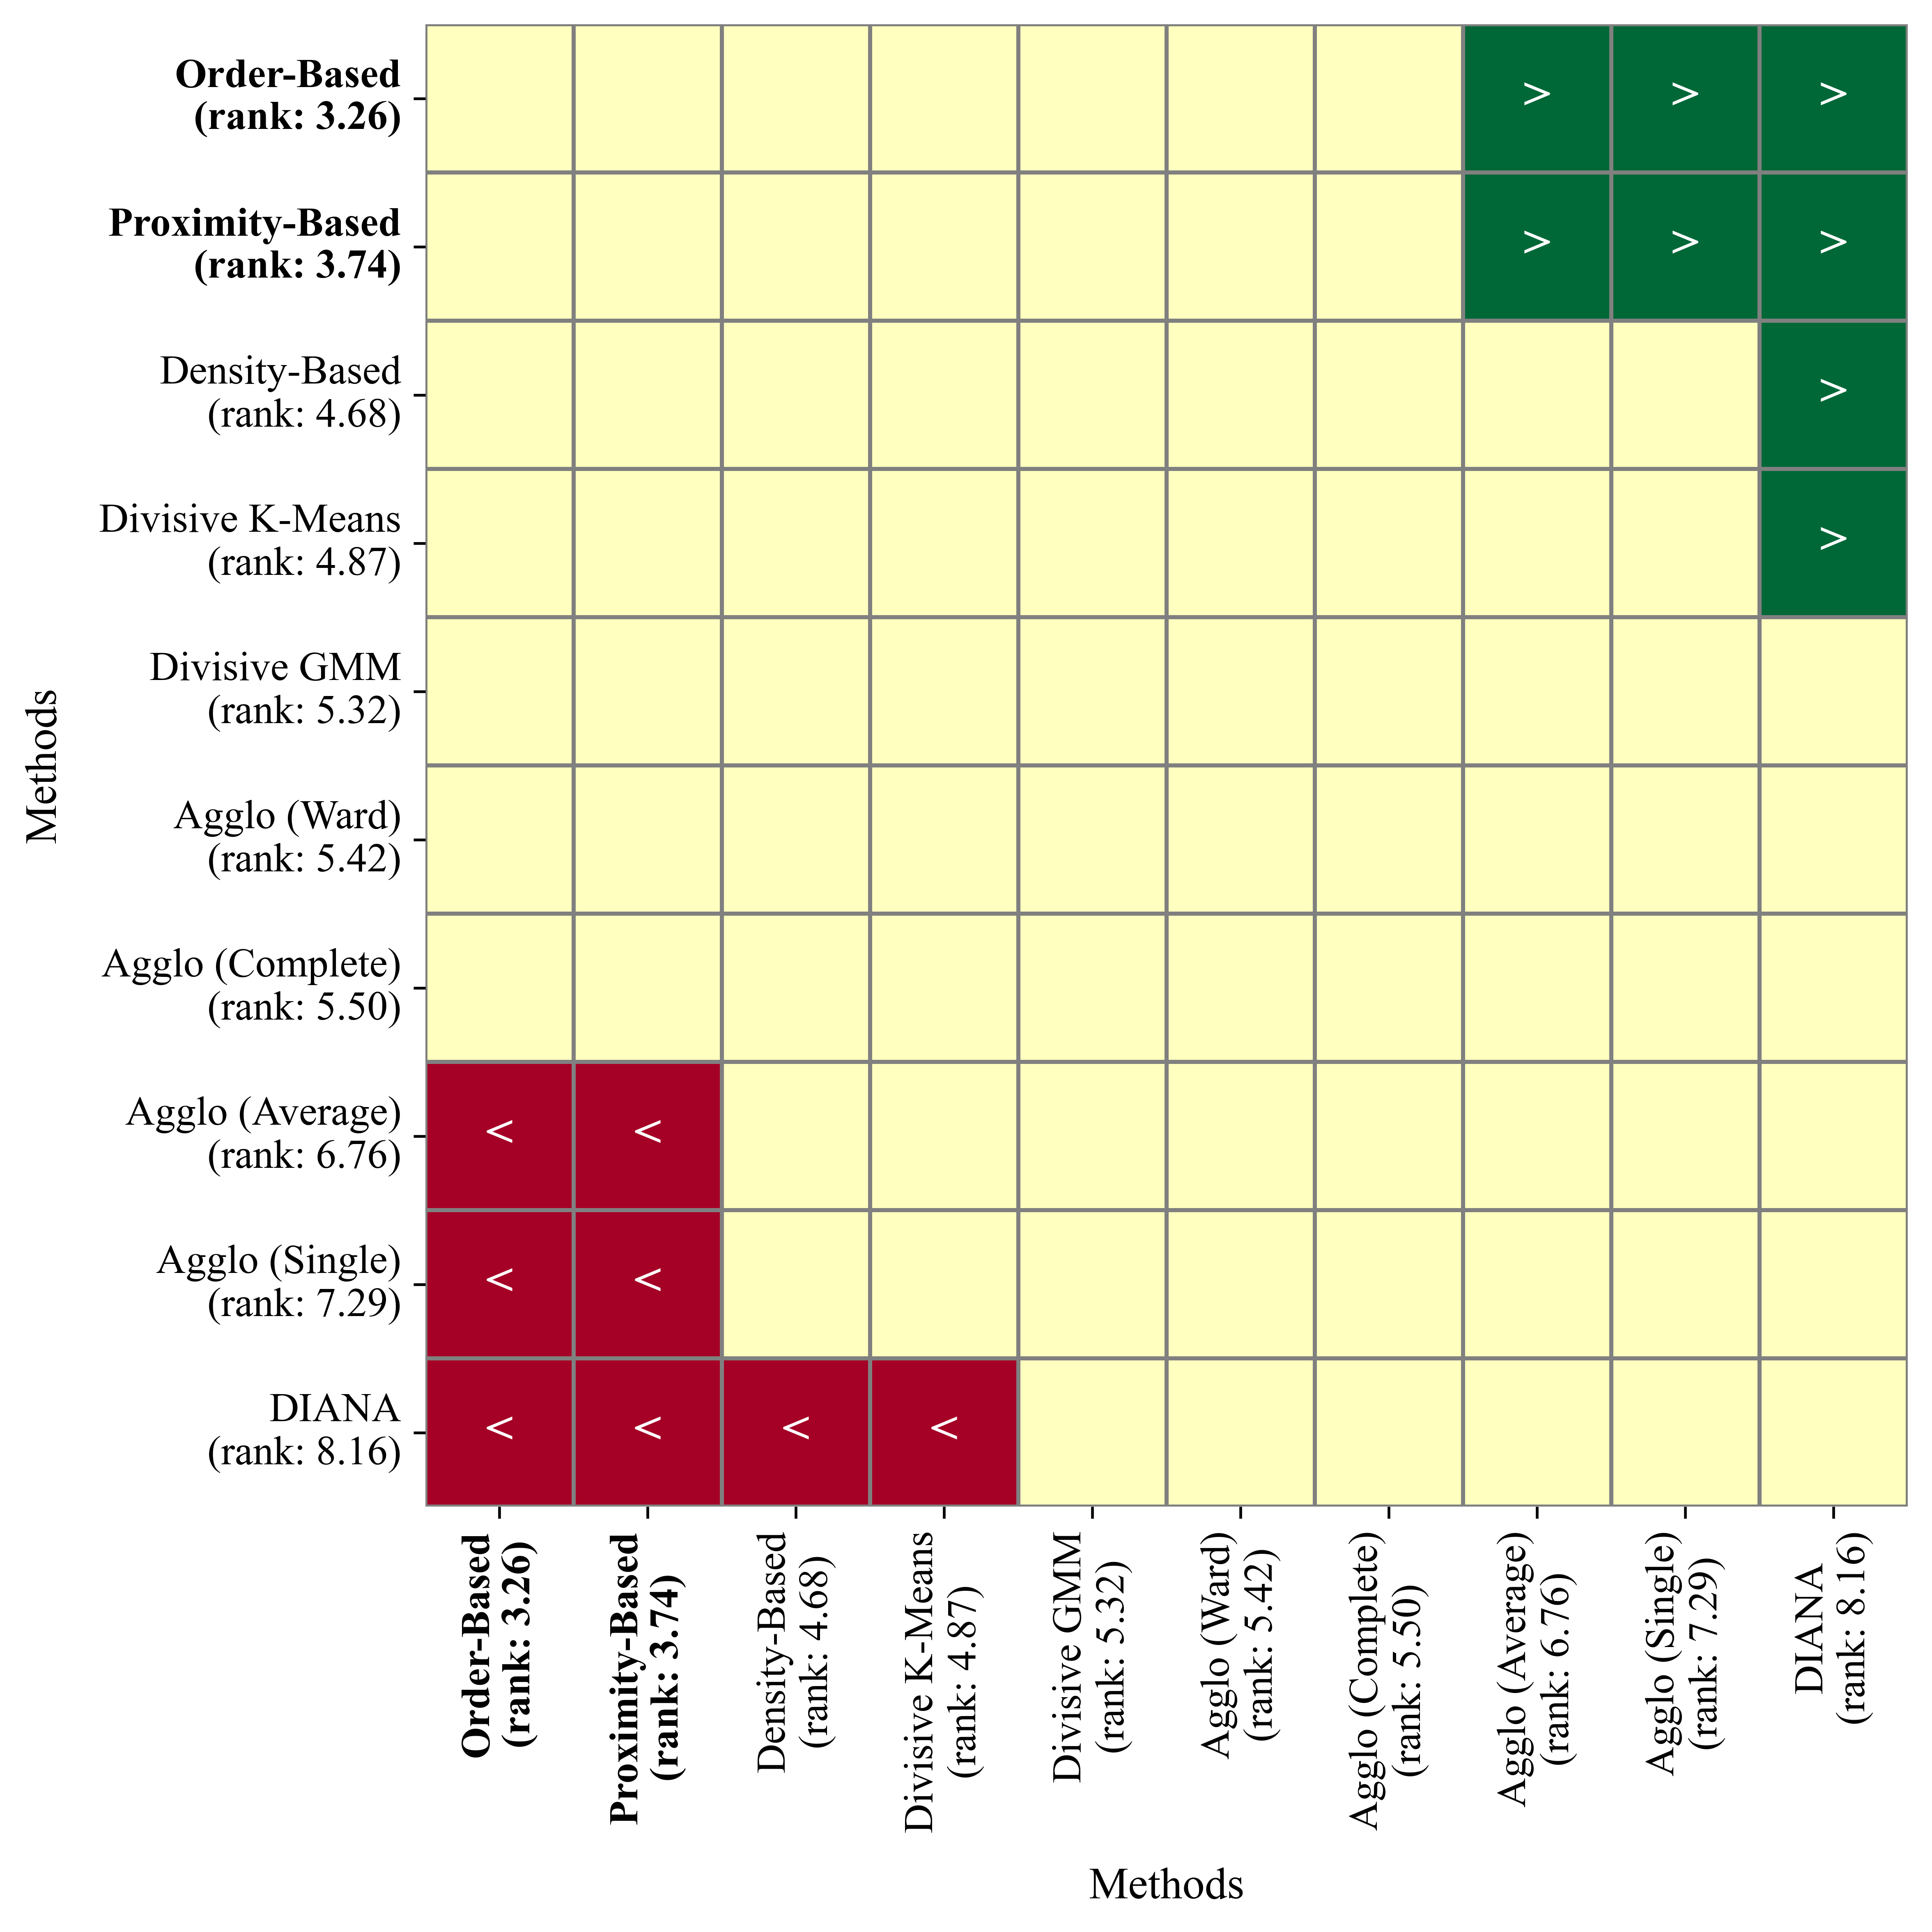 Order-Based
(rank: 3.26)
> > >
Proximity-Based
(rank: 3.74)
> > >
Density-Based
(rank: 4.68)
>
Divisive K-Means
(rank: 4.87)
>
Divisive GMM
(rank: 5.32)
Methods
Agglo (Ward)
(rank: 5.42)
Agglo (Complete)
(rank: 5.50)
Agglo (Average)
(rank: 6.76)
< <
Agglo (Single)
(rank: 7.29)
< <
DIANA
(rank: 8.16)
< < < <
Order-Based
(rank: 3.26)
Proximity-Based
(rank: 3.74)
Density-Based
(rank: 4.68)
Divisive K-Means
(rank: 4.87)
Divisive GMM
(rank: 5.32)
Agglo (Ward)
(rank: 5.42)
Agglo (Complete)
(rank: 5.50)
Agglo (Average)
(rank: 6.76)
Agglo (Single)
(rank: 7.29)
DIANA
(rank: 8.16)
Methods